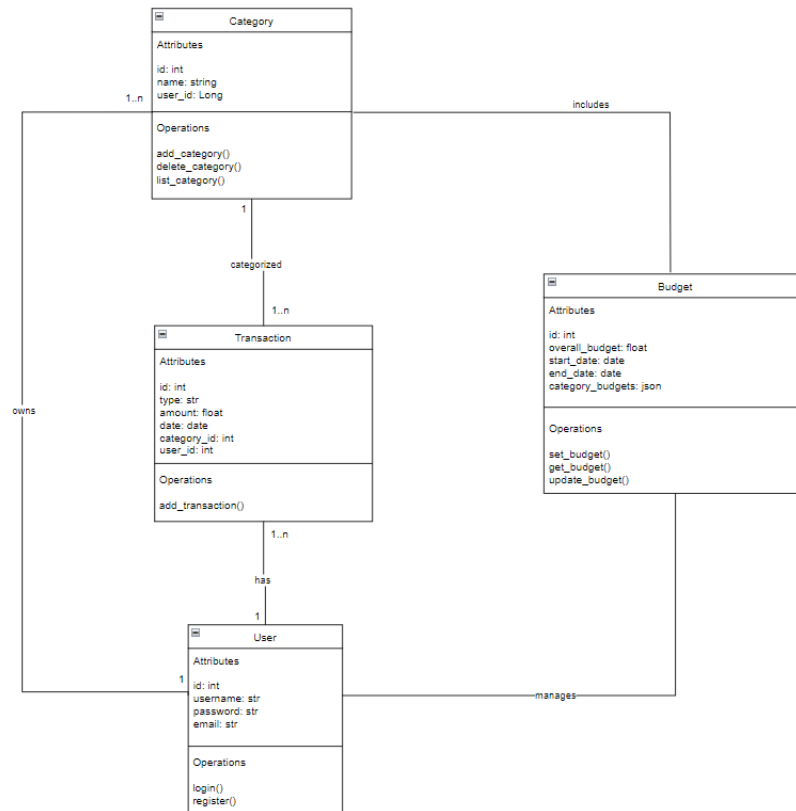 Category
Attributes
id: int
name: string
user_id: Long
1..n
includes
Operations
add_category()
delete_category()
list_category()
1
categorized
1..n
Budget
Attributes
id: int
overall_budget: float
start_date: date
end_date: date
category_budgets: json
Operations
set_budget()
get_budget()
update_budget()
Transaction
Attributes
id: int
type: str
amount: float
date: date
category_id: int
user_id: int
owns
Operations
add_transaction()
1..n
has
1
User
Attributes
id: int
username: str
password: str
email: str
1
manages
Operations
login()
register()